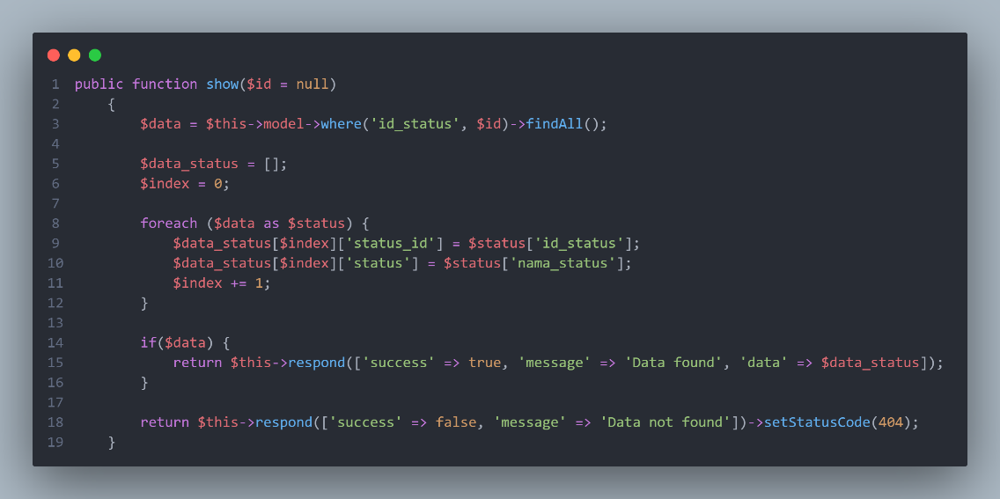 1 public function show($id = null)
2 {
3 $data = $this->model->where('id_status', $id)->findAll();
4
5 $data_status = [];
6 $index = 0;
7
8 foreach ($data as $status) {
9 $data_status[$index]['status_id'] = $status['id_status'];
10 $data_status[$index]['status'] = $status['nama_status'];
11 $index += 1;
12 }
13
14 if($data) {
15 return $this->respond(['success' => true, 'message' => 'Data found', 'data' => $data_status]);
16 }
17
18 return $this->respond(['success' => false, 'message' => 'Data not found'])->setStatusCode(404);
19 }